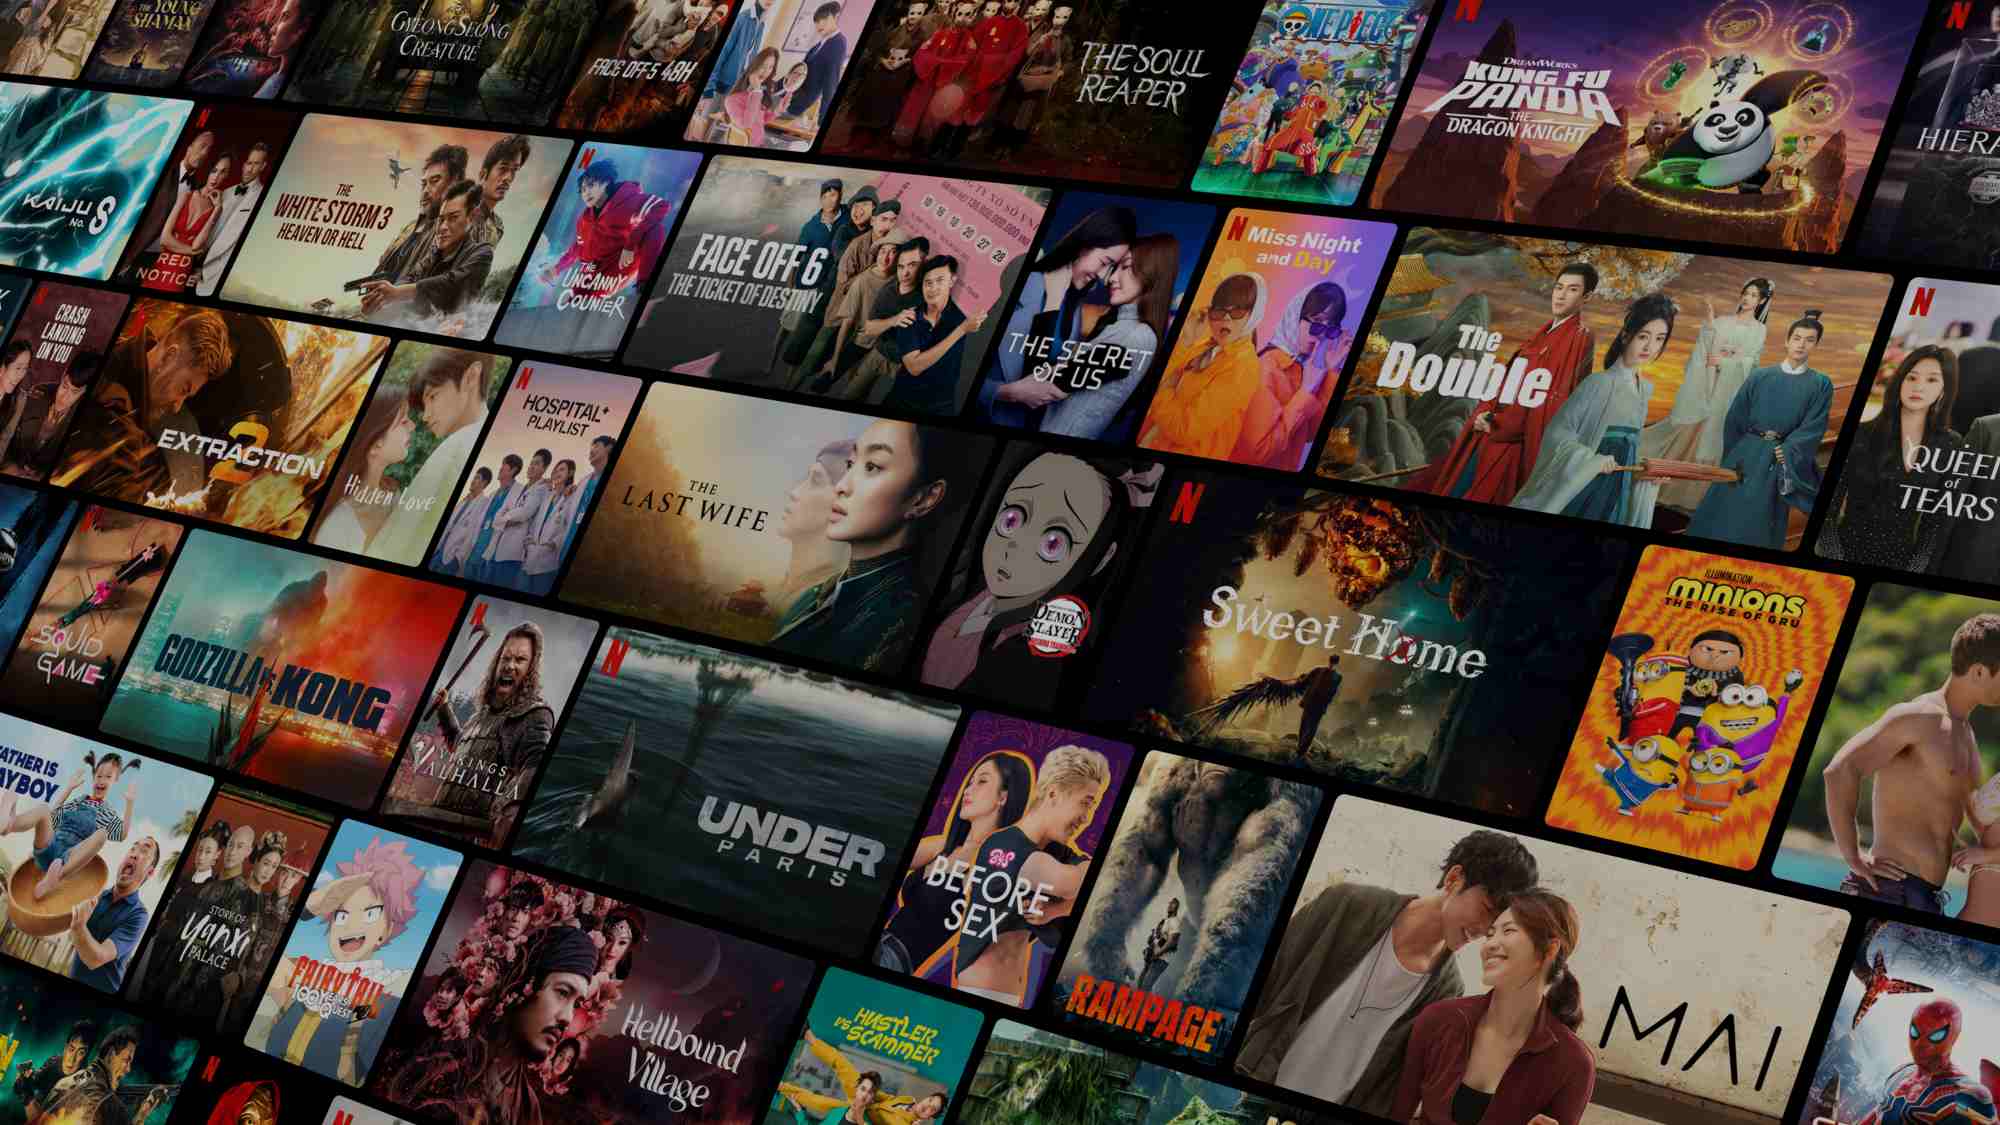 THE YOUNG
SHAMAN
GYEONGSEONG
CREATURE
FACE OFF 5 48H
THE SOUL
REAPER
ONE PIECE
N
DREAMWORKS
KUNG FU
PANDA
THE
DRAGON KNIGHT
N
HIERA
KAIJU
NO. 8
N
RED
NOTICE
THE
WHITE STORM 3
HEAVEN OR HELL
N
THE
UNCANNY
COUNTER
FACE OFF 6
THE TICKET OF DESTINY
THE SECRET
OF US
N
Miss Night
and Day
The
Double
N
QUEEN
of
TEARS
CRASH
LANDING
ON YOU
EXTRACTION
2
Hidden Love
N
HOSPITAL+
PLAYLIST
THE
LAST WIFE
DEMON
SLAYER
N
Sweet Home
ILLUMINATION
MINIONS
THE RISE OF GRU
SQUID
GAME
GODZILLA VS KONG
N
VIKINGS
VALHALLA
N
UNDER
PARIS
B4S
BEFORE
SEX
RAMPAGE
MAI
FATHER IS
AYBOY
STORY OF
yanxi
PALACE
FAIRY TAIL
100 YEARS
QUEST
Hellbound
Village
HUSTLER
VS
SCAMMER
N
N
N